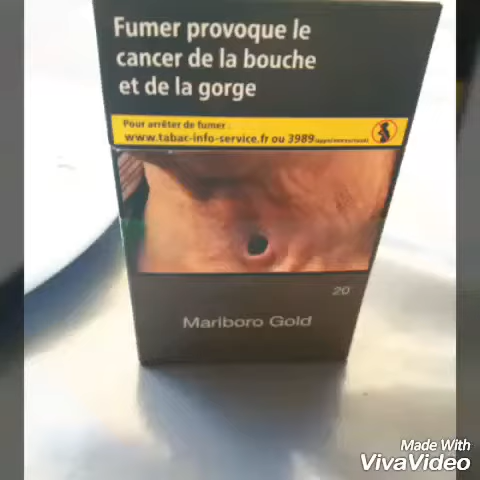 Fumer provoque le
cancer de la bouche
et de la gorge
Pour arrêter de fumer :
www.tabac-info-service.fr ou 3989
20
Marlboro Gold
Made With
VivaVideo